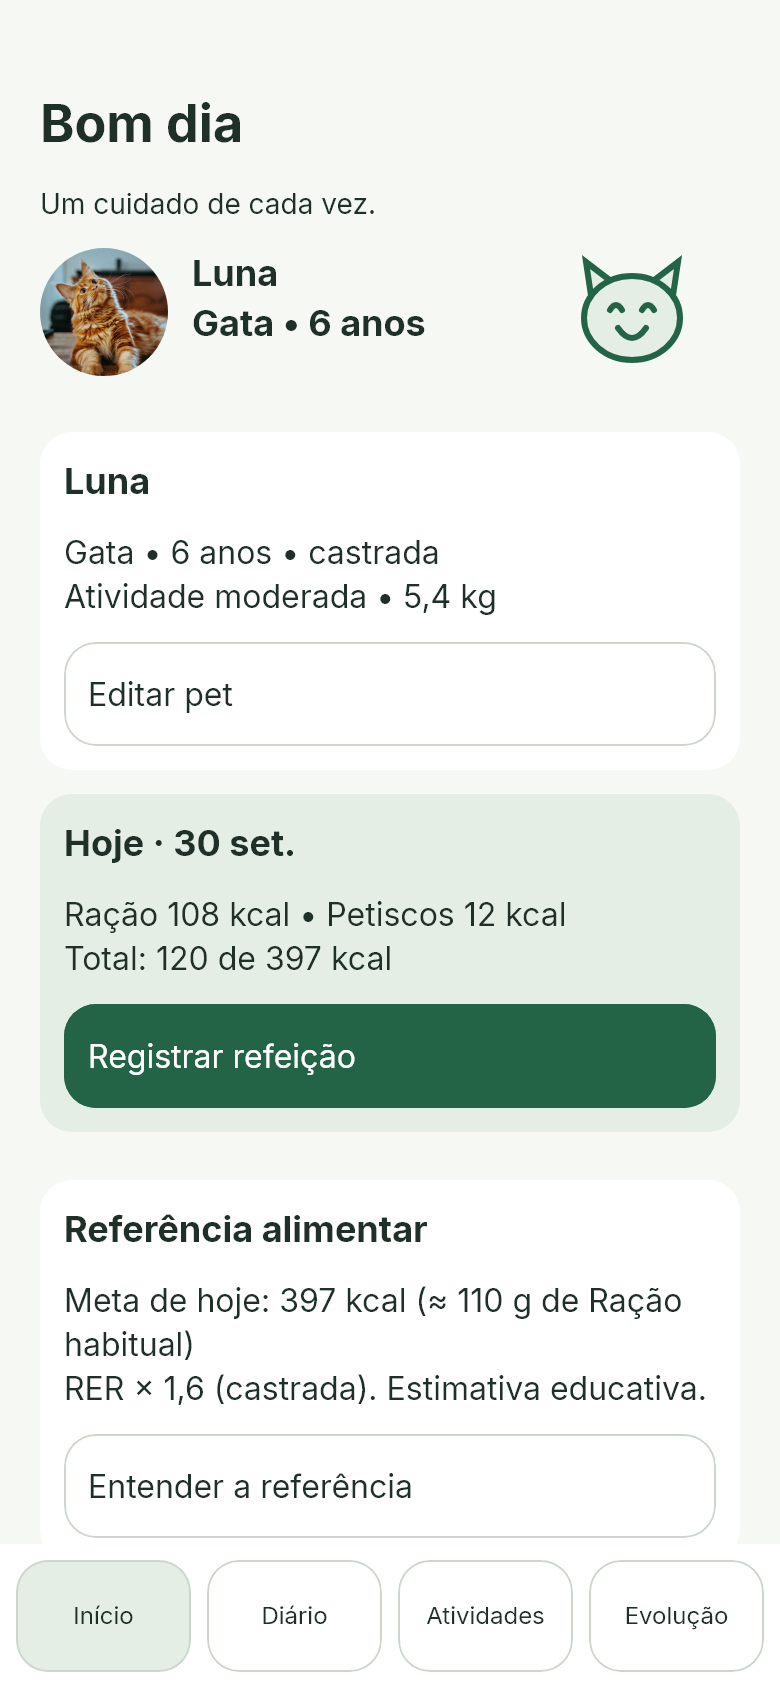 Bom dia
Um cuidado de cada vez.
Luna
Gata • 6 anos
Luna
Gata • 6 anos • castrada
Atividade moderada • 5,4 kg
Editar pet
Hoje · 30 set.
Ração 108 kcal • Petiscos 12 kcal
Total: 120 de 397 kcal
Registrar refeição
Referência alimentar
Meta de hoje: 397 kcal (≈ 110 g de Ração
habitual)
RER × 1,6 (castrada). Estimativa educativa.
Entender a referência
Início
Diário
Atividades
Evolução